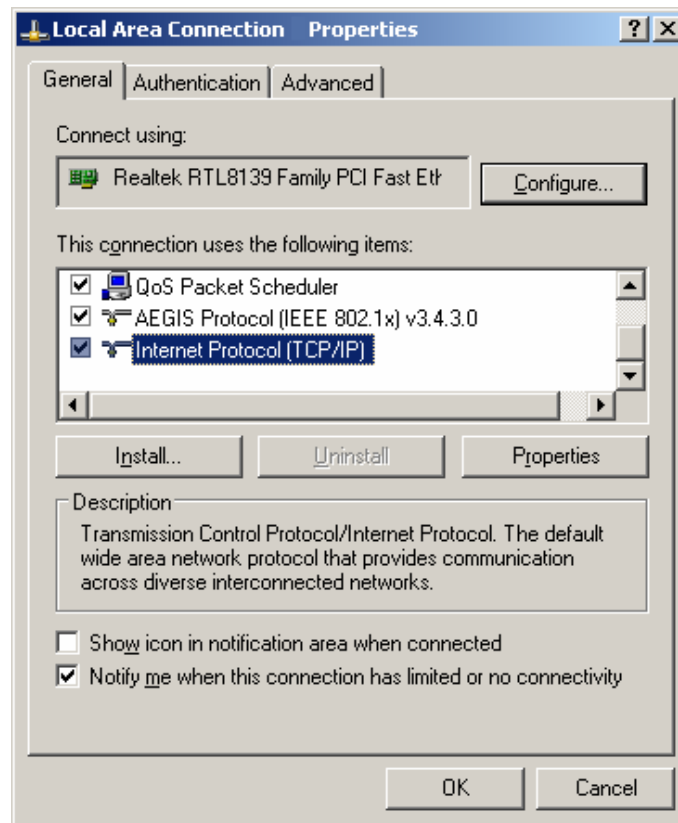 Local Area Connection Properties
General Authentication Advanced
Connect using:
Realtek RTL8139 Family PCI Fast Eth
Configure...
This connection uses the following items:
QoS Packet Scheduler
AEGIS Protocol (IEEE 802.1x) v3.4.3.0
Internet Protocol (TCP/IP)
Install... Uninstall Properties
Description
Transmission Control Protocol/Internet Protocol. The default
wide area network protocol that provides communication
across diverse interconnected networks.
Show icon in notification area when connected
Notify me when this connection has limited or no connectivity
OK Cancel